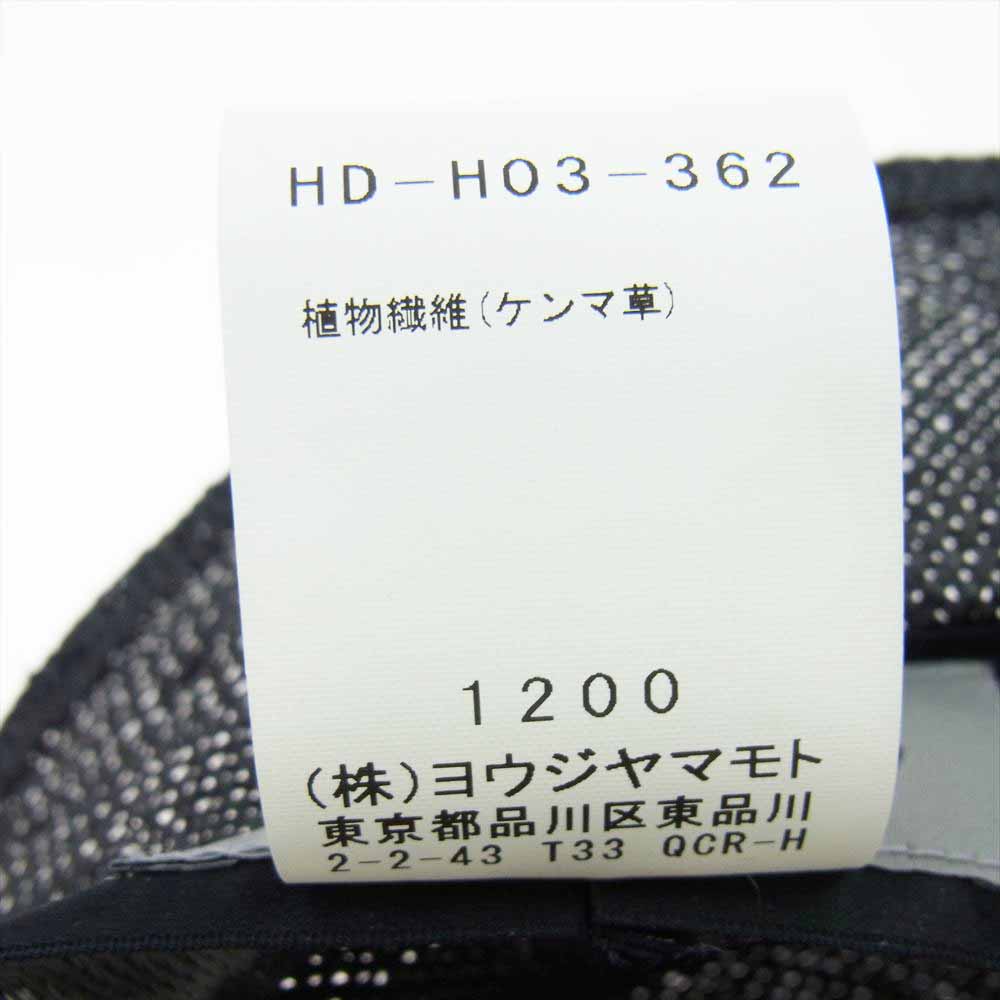 HD-H03-362
植物繊維(ケンマ草)
1200
(株)ヨウジヤマモト
東京都品川区東品川
2-2-43 T33 QCR-H